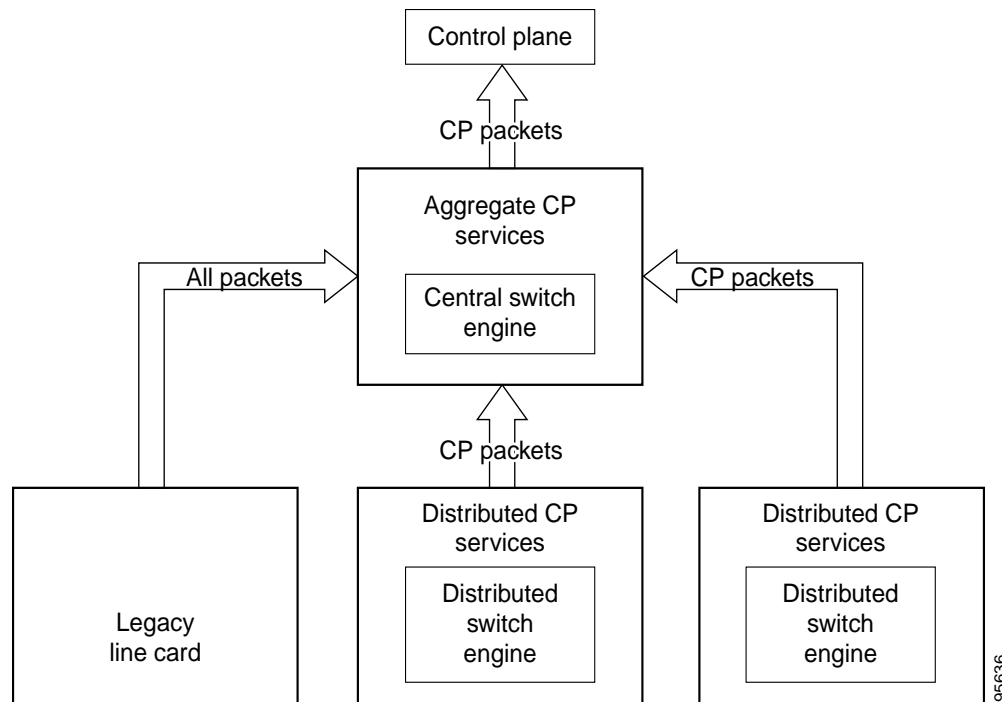 Control plane
CP packets
Aggregate CP
services
All packets
CP packets
Central switch
engine
CP packets
Distributed CP
services
Distributed CP
services
Distributed
switch
engine
Distributed
switch
engine
Legacy
line card
95636